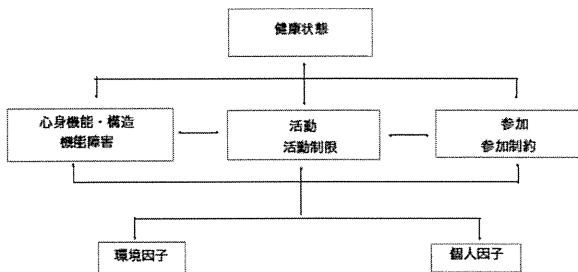 健康状態
心身機能・構造
機能障害
活動
活動制限
参加
参加制約
環境因子
個人因子